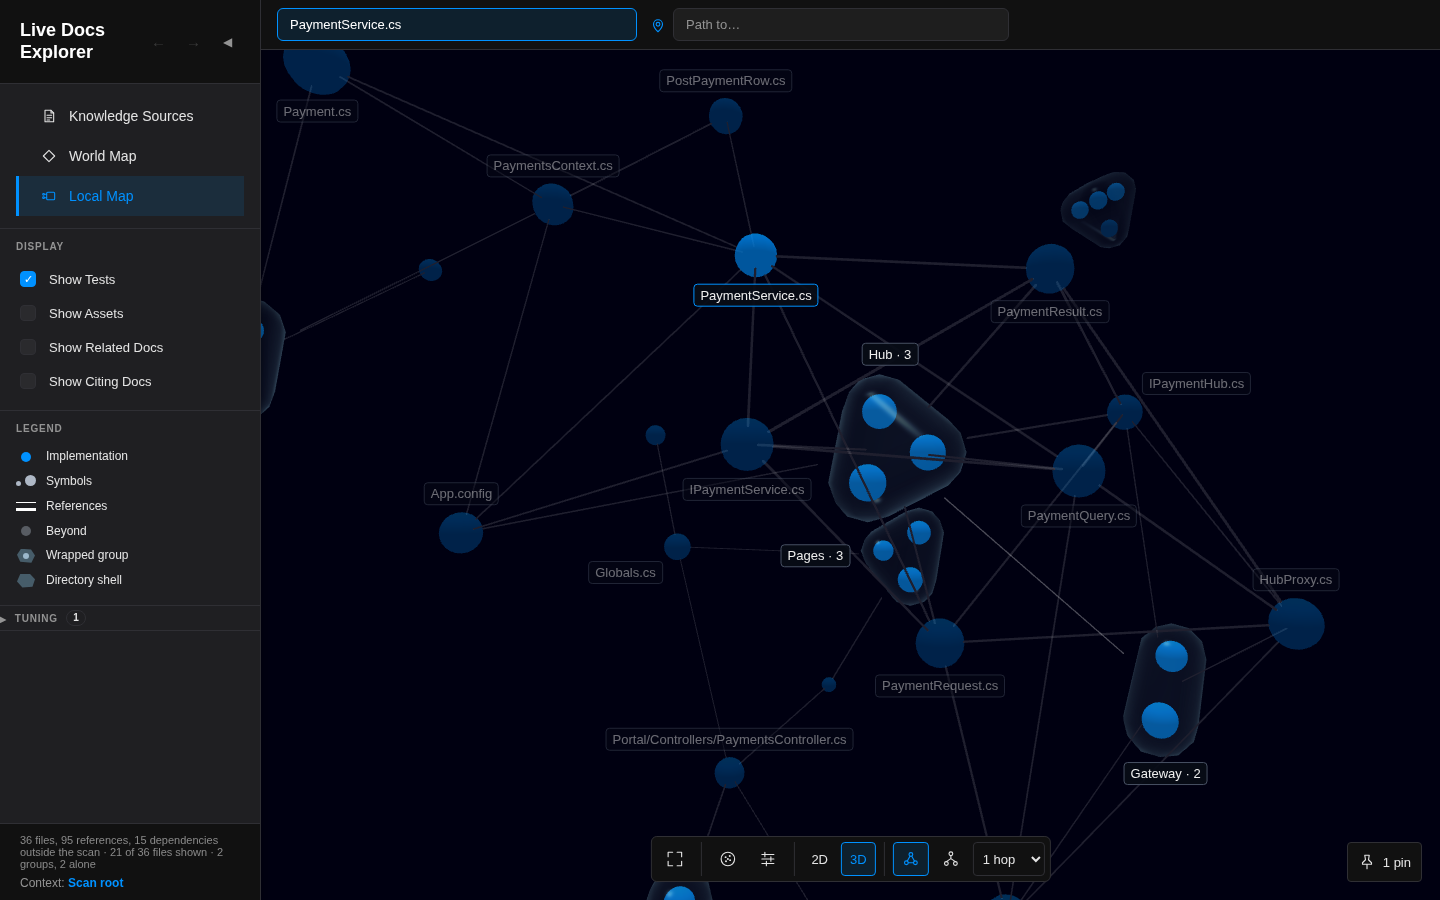 Live Docs
Explorer
PaymentService.cs
Path to…
Knowledge Sources
World Map
Local Map
DISPLAY
Show Tests
Show Assets
Show Related Docs
Show Citing Docs
LEGEND
Implementation
Symbols
References
Beyond
Wrapped group
Directory shell
TUNING 1
36 files, 95 references, 15 dependencies
outside the scan · 21 of 36 files shown · 2
groups, 2 alone
Context: Scan root
PostPaymentRow.cs
Payment.cs
PaymentsContext.cs
PaymentService.cs
PaymentResult.cs
Hub · 3
IPaymentHub.cs
App.config
IPaymentService.cs
PaymentQuery.cs
Pages · 3
Globals.cs
HubProxy.cs
PaymentRequest.cs
Portal/Controllers/PaymentsController.cs
Gateway · 2
2D
3D
1 hop
1 pin